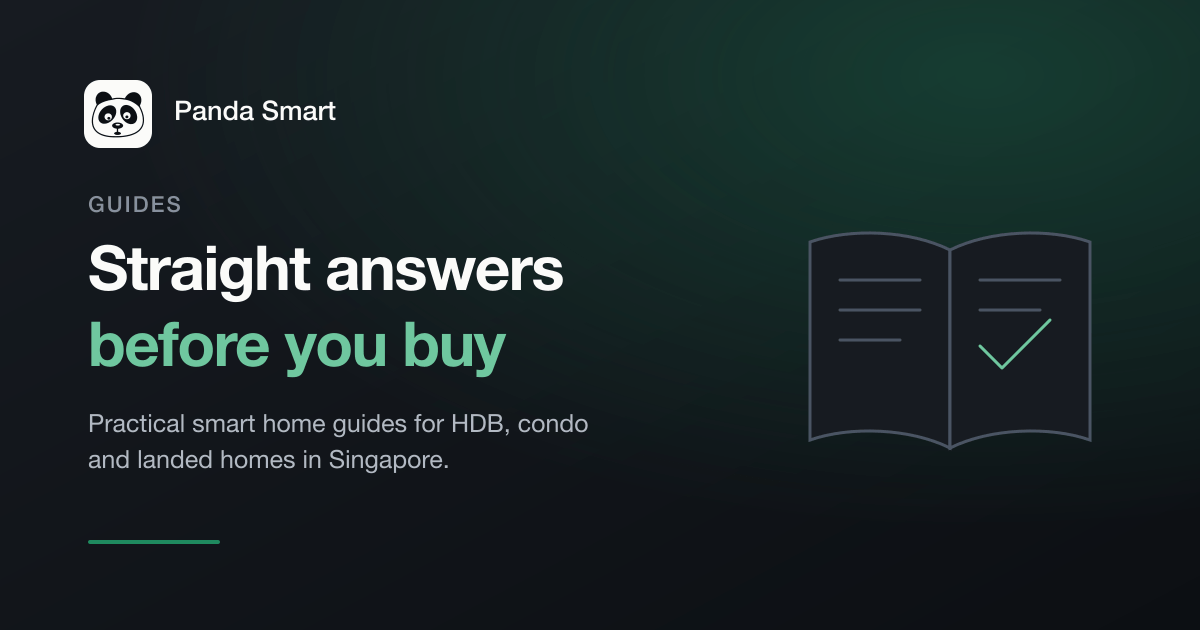 Panda Smart
GUIDES
Straight answers
before you buy
Practical smart home guides for HDB, condo
and landed homes in Singapore.